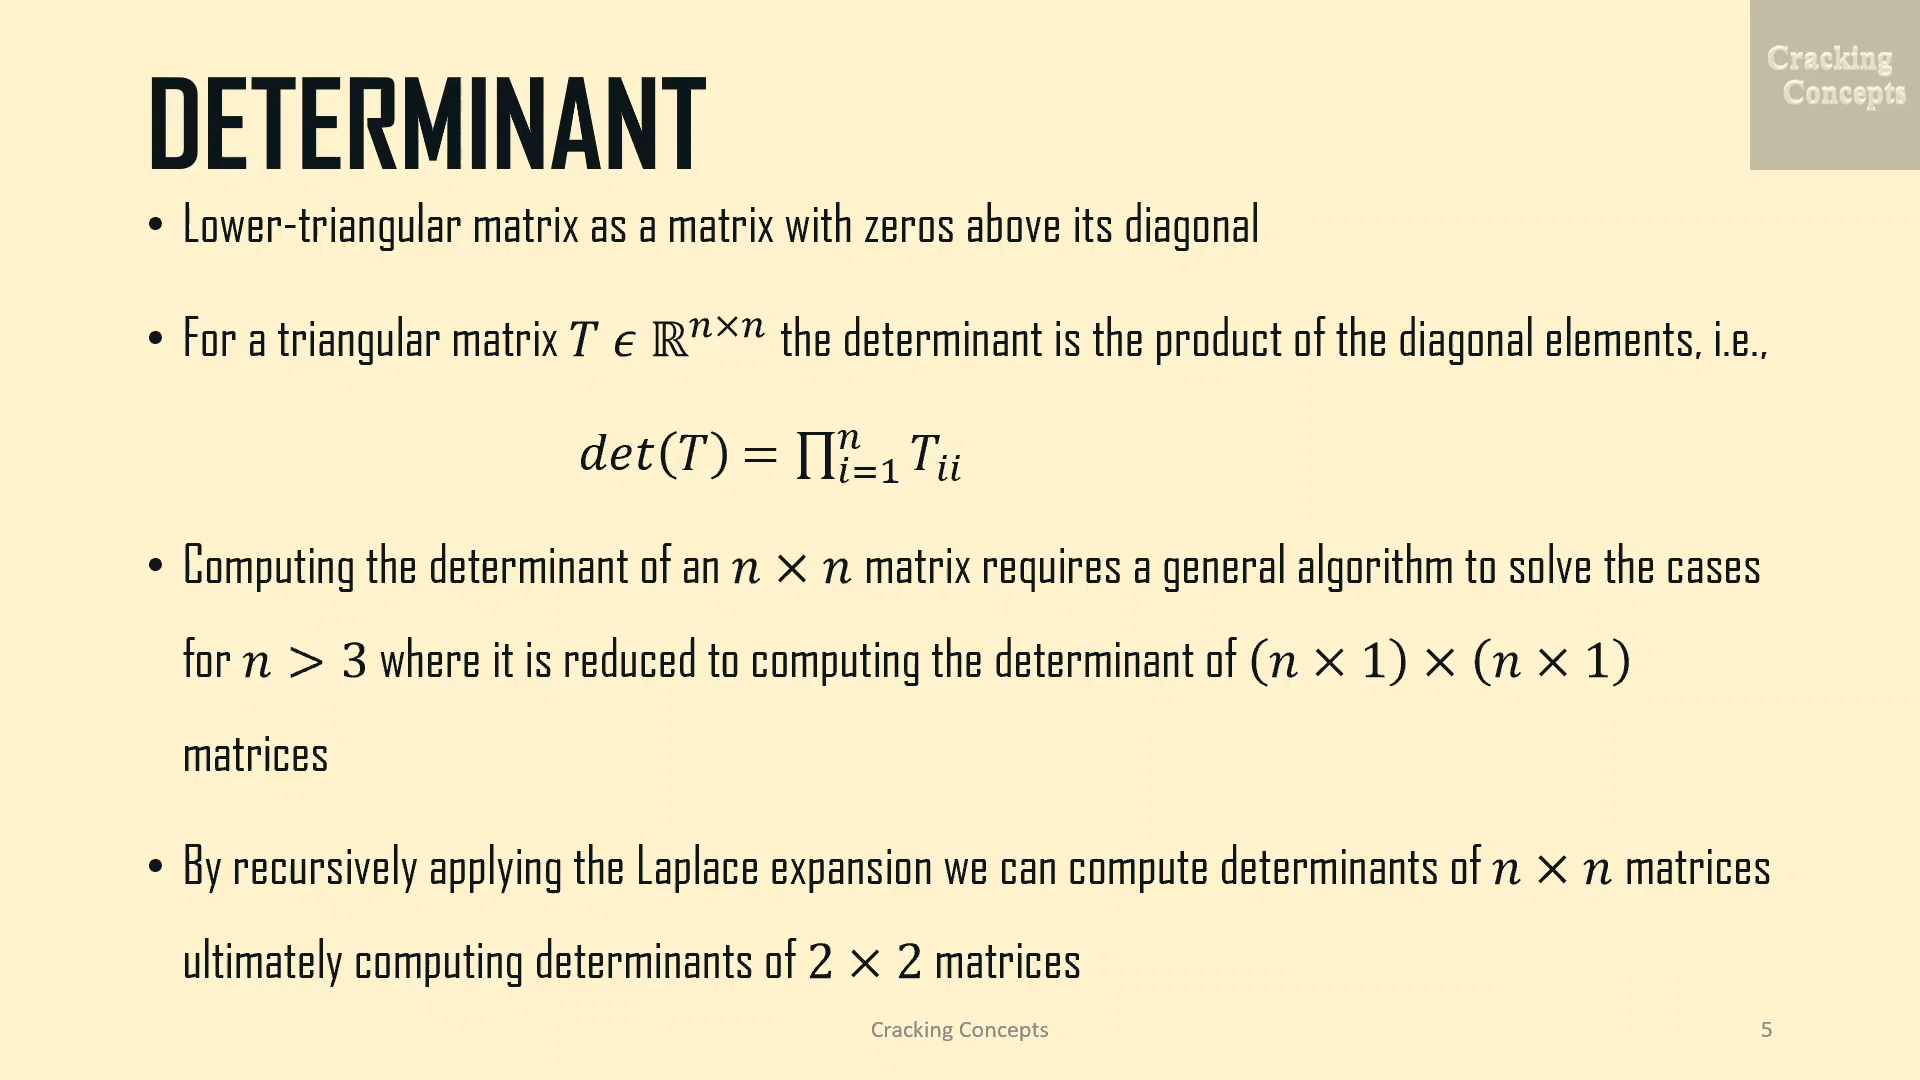 Cracking
Concepts
DETERMINANT
• Lower-triangular matrix as a matrix with zeros above its diagonal
• For a triangular matrix T ϵ ℝⁿˣⁿ the determinant is the product of the diagonal elements, i.e.,
det(T) = ∏ⁿᵢ₌₁ Tᵢᵢ
• Computing the determinant of an n × n matrix requires a general algorithm to solve the cases
for n > 3 where it is reduced to computing the determinant of (n × 1) × (n × 1)
matrices
• By recursively applying the Laplace expansion we can compute determinants of n × n matrices
ultimately computing determinants of 2 × 2 matrices
Cracking Concepts
5